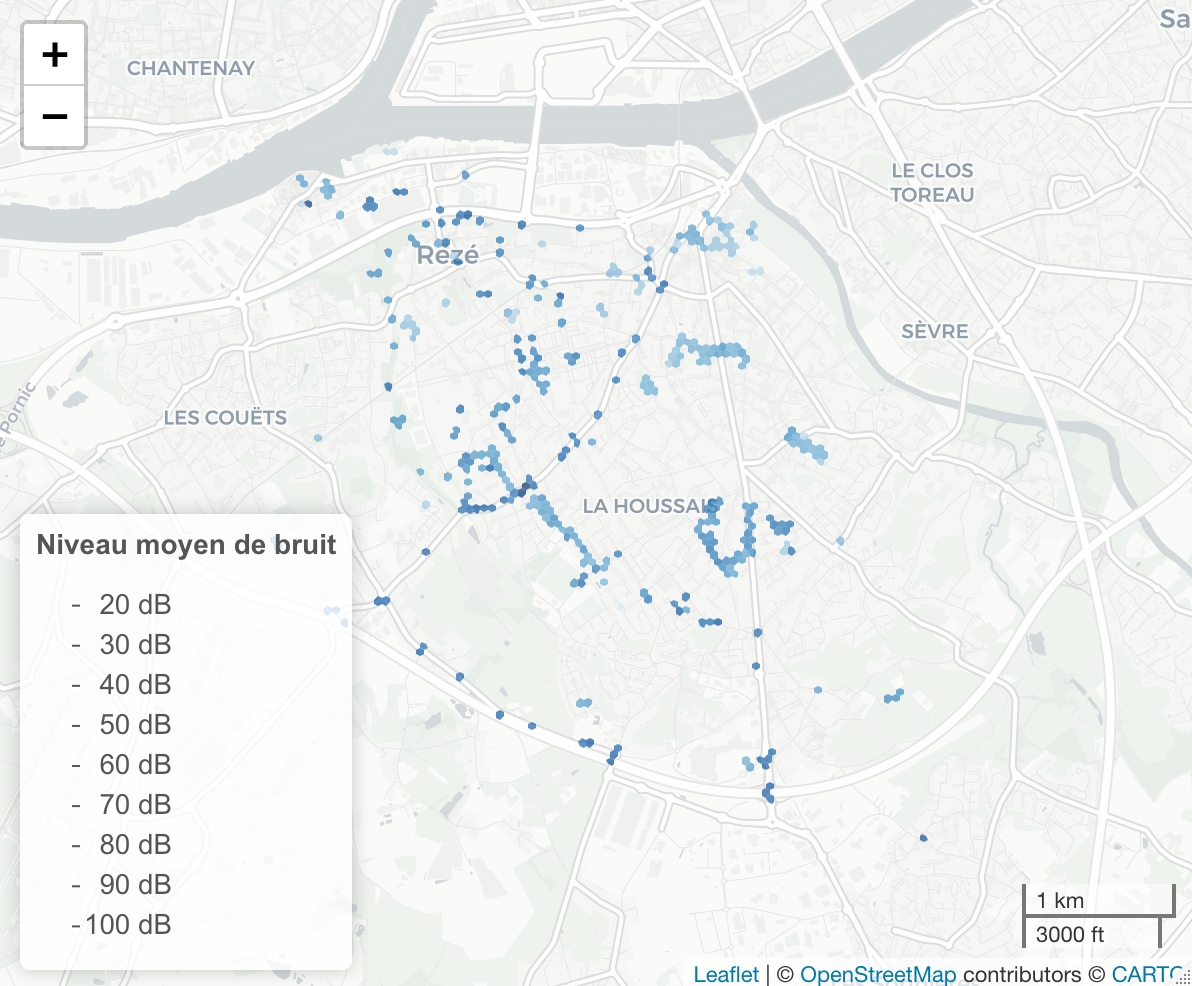 +
CHANTENAY
Sa
−
LE CLOS
TOREAU
Rezé
SÈVRE
Pornic
LES COUËTS
LA HOUSSAIS
Niveau moyen de bruit
- 20 dB
- 30 dB
- 40 dB
- 50 dB
- 60 dB
- 70 dB
- 80 dB
- 90 dB
-100 dB
1 km
3000 ft
Leaflet | © OpenStreetMap contributors © CARTO